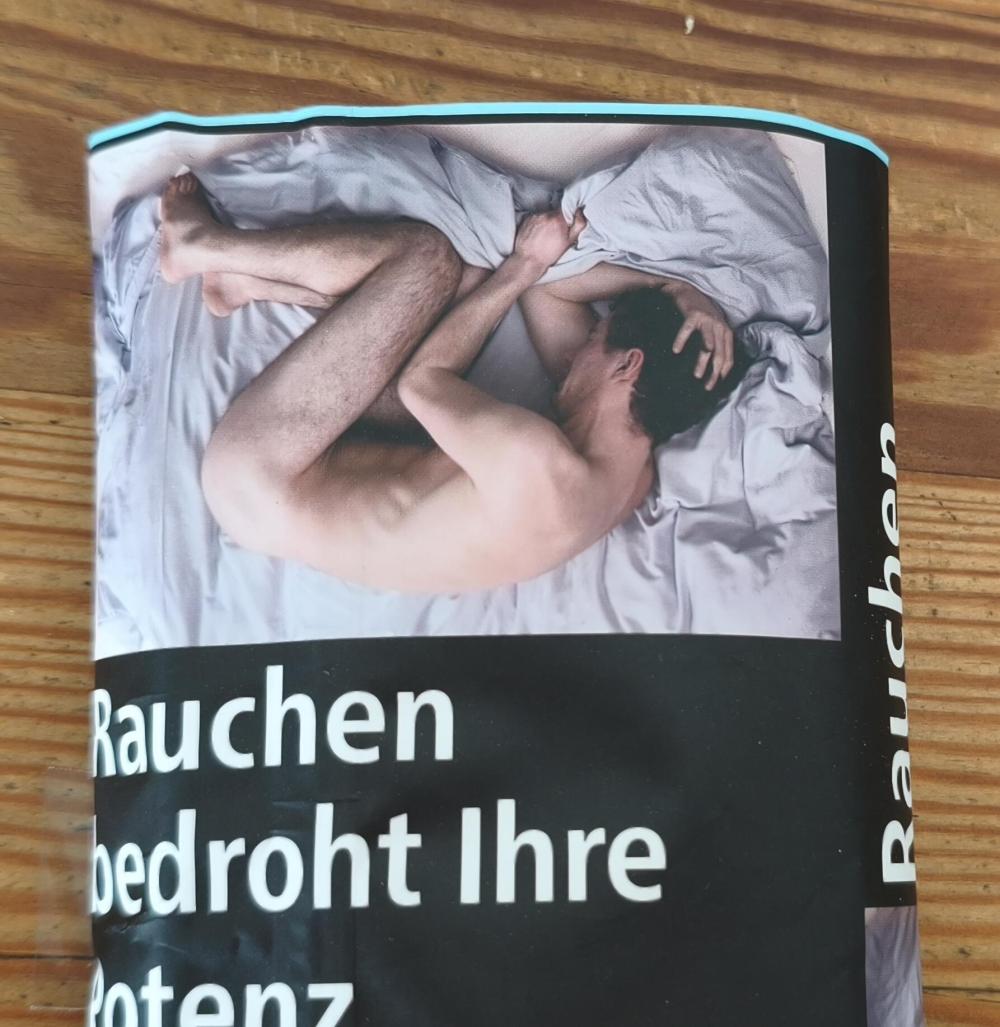 Rauchen
bedroht Ihre
Potenz
Rauchen